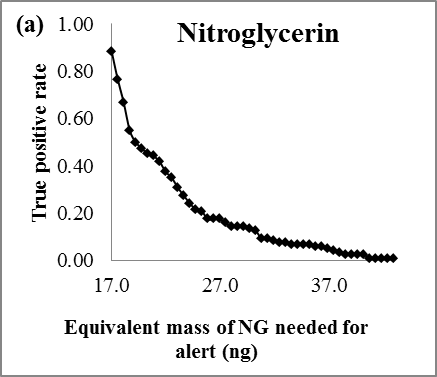 (a)
Nitroglycerin
True positive rate
1.00
0.80
0.60
0.40
0.20
0.00
17.0 27.0 37.0
Equivalent mass of NG needed for
alert (ng)